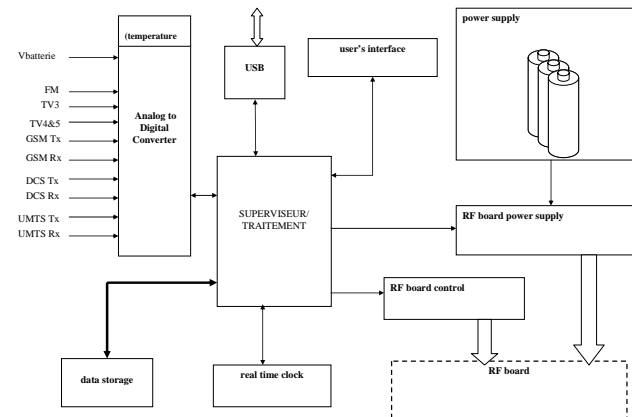 (temperature
Vbatterie
FM
TV3
TV4&5
GSM Tx
GSM Rx
DCS Tx
DCS Rx
UMTS Tx
UMTS Rx
Analog to
Digital
Converter
USB
user's interface
power supply
SUPERVISEUR/
TRAITEMENT
RF board power supply
RF board control
data storage
real time clock
RF board